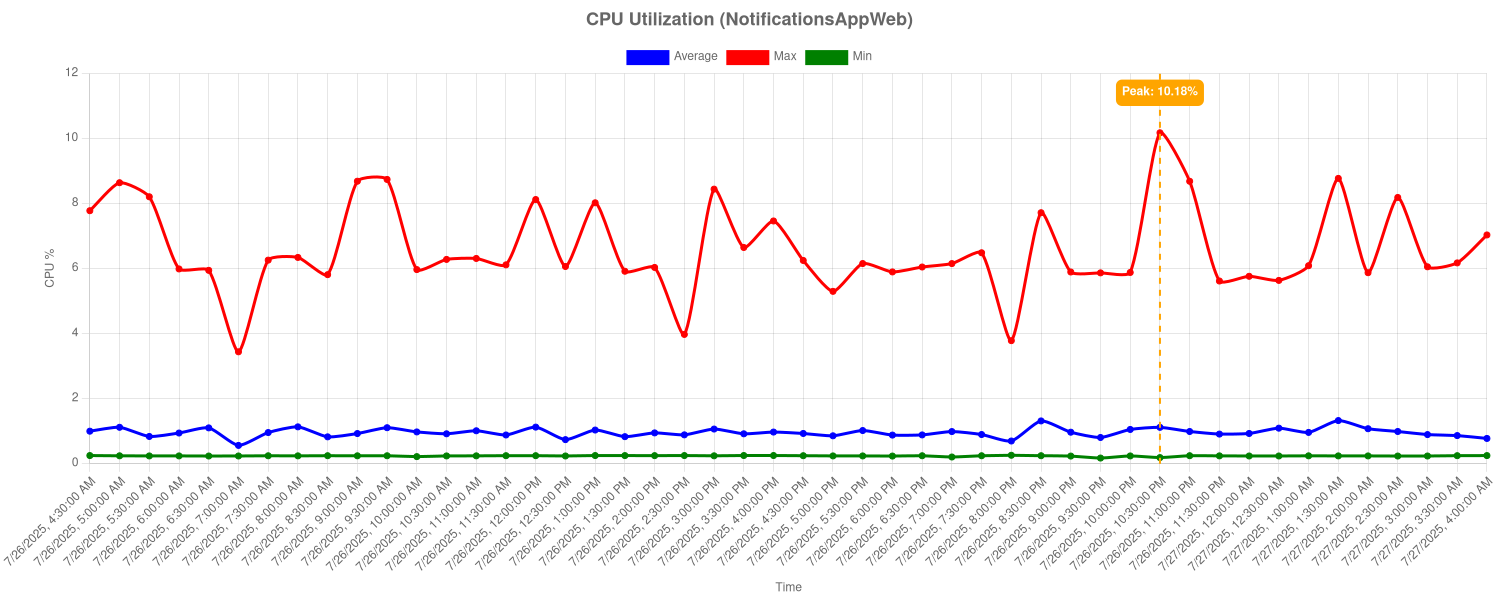 CPU Utilization (NotificationsAppWeb)
Average Max Min
Peak: 10.18%
12
10
8
6
4
2
0
CPU %
7/26/2025, 4:30:00 AM
7/26/2025, 5:00:00 AM
7/26/2025, 5:30:00 AM
7/26/2025, 6:00:00 AM
7/26/2025, 6:30:00 AM
7/26/2025, 7:00:00 AM
7/26/2025, 7:30:00 AM
7/26/2025, 8:00:00 AM
7/26/2025, 8:30:00 AM
7/26/2025, 9:00:00 AM
7/26/2025, 9:30:00 AM
7/26/2025, 10:00:00 AM
7/26/2025, 10:30:00 AM
7/26/2025, 11:00:00 AM
7/26/2025, 11:30:00 AM
7/26/2025, 12:00:00 PM
7/26/2025, 12:30:00 PM
7/26/2025, 1:00:00 PM
7/26/2025, 1:30:00 PM
7/26/2025, 2:00:00 PM
7/26/2025, 2:30:00 PM
7/26/2025, 3:00:00 PM
7/26/2025, 3:30:00 PM
7/26/2025, 4:00:00 PM
7/26/2025, 4:30:00 PM
7/26/2025, 5:00:00 PM
7/26/2025, 5:30:00 PM
7/26/2025, 6:00:00 PM
7/26/2025, 6:30:00 PM
7/26/2025, 7:00:00 PM
7/26/2025, 7:30:00 PM
7/26/2025, 8:00:00 PM
7/26/2025, 8:30:00 PM
7/26/2025, 9:00:00 PM
7/26/2025, 9:30:00 PM
7/26/2025, 10:00:00 PM
7/26/2025, 10:30:00 PM
7/26/2025, 11:00:00 PM
7/26/2025, 11:30:00 PM
7/27/2025, 12:00:00 AM
7/27/2025, 12:30:00 AM
7/27/2025, 1:00:00 AM
7/27/2025, 1:30:00 AM
7/27/2025, 2:00:00 AM
7/27/2025, 2:30:00 AM
7/27/2025, 3:00:00 AM
7/27/2025, 3:30:00 AM
7/27/2025, 4:00:00 AM
Time